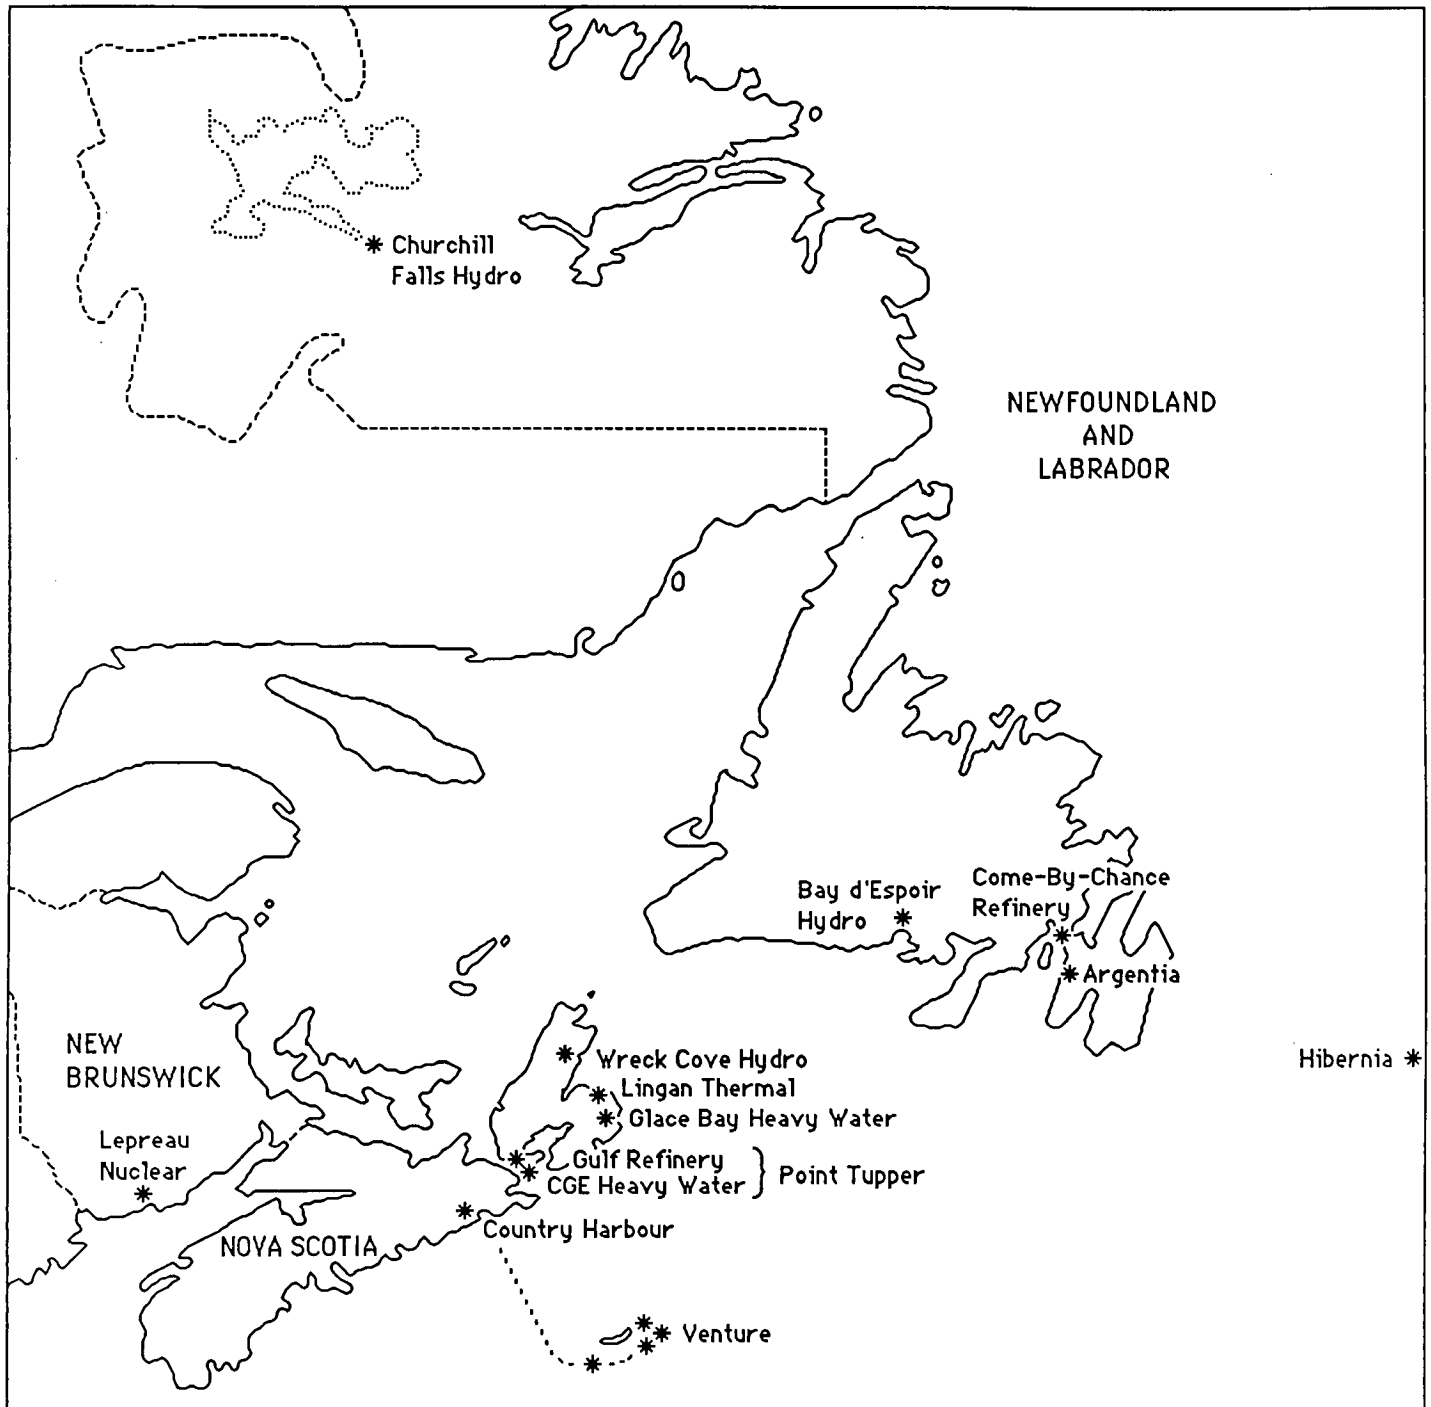 Churchill
Falls Hydro
NEWFOUNDLAND
AND
LABRADOR
Bay d'Espoir
Hydro
Come-By-Chance
Refinery
Argentia
Hibernia
NEW
BRUNSWICK
Wreck Cove Hydro
Lingan Thermal
Glace Bay Heavy Water
Lepreau
Nuclear
Gulf Refinery
CGE Heavy Water
Point Tupper
Country Harbour
NOVA SCOTIA
Venture